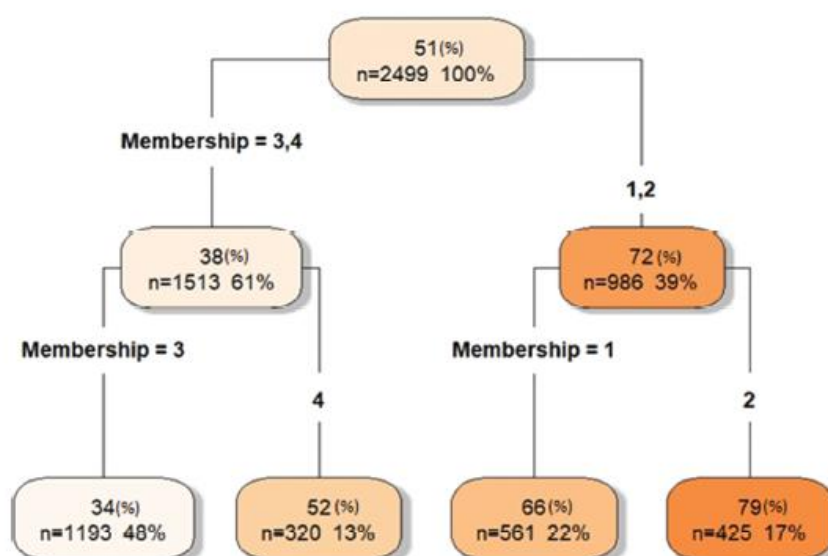 51(%)
n=2499 100%
Membership = 3,4
1,2
38(%)
n=1513 61%
72 (%)
n=986 39%
Membership = 3
4
Membership = 1
2
34(%)
n=1193 48%
52 (%)
n=320 13%
66 (%)
n=561 22%
79(%)
n=425 17%